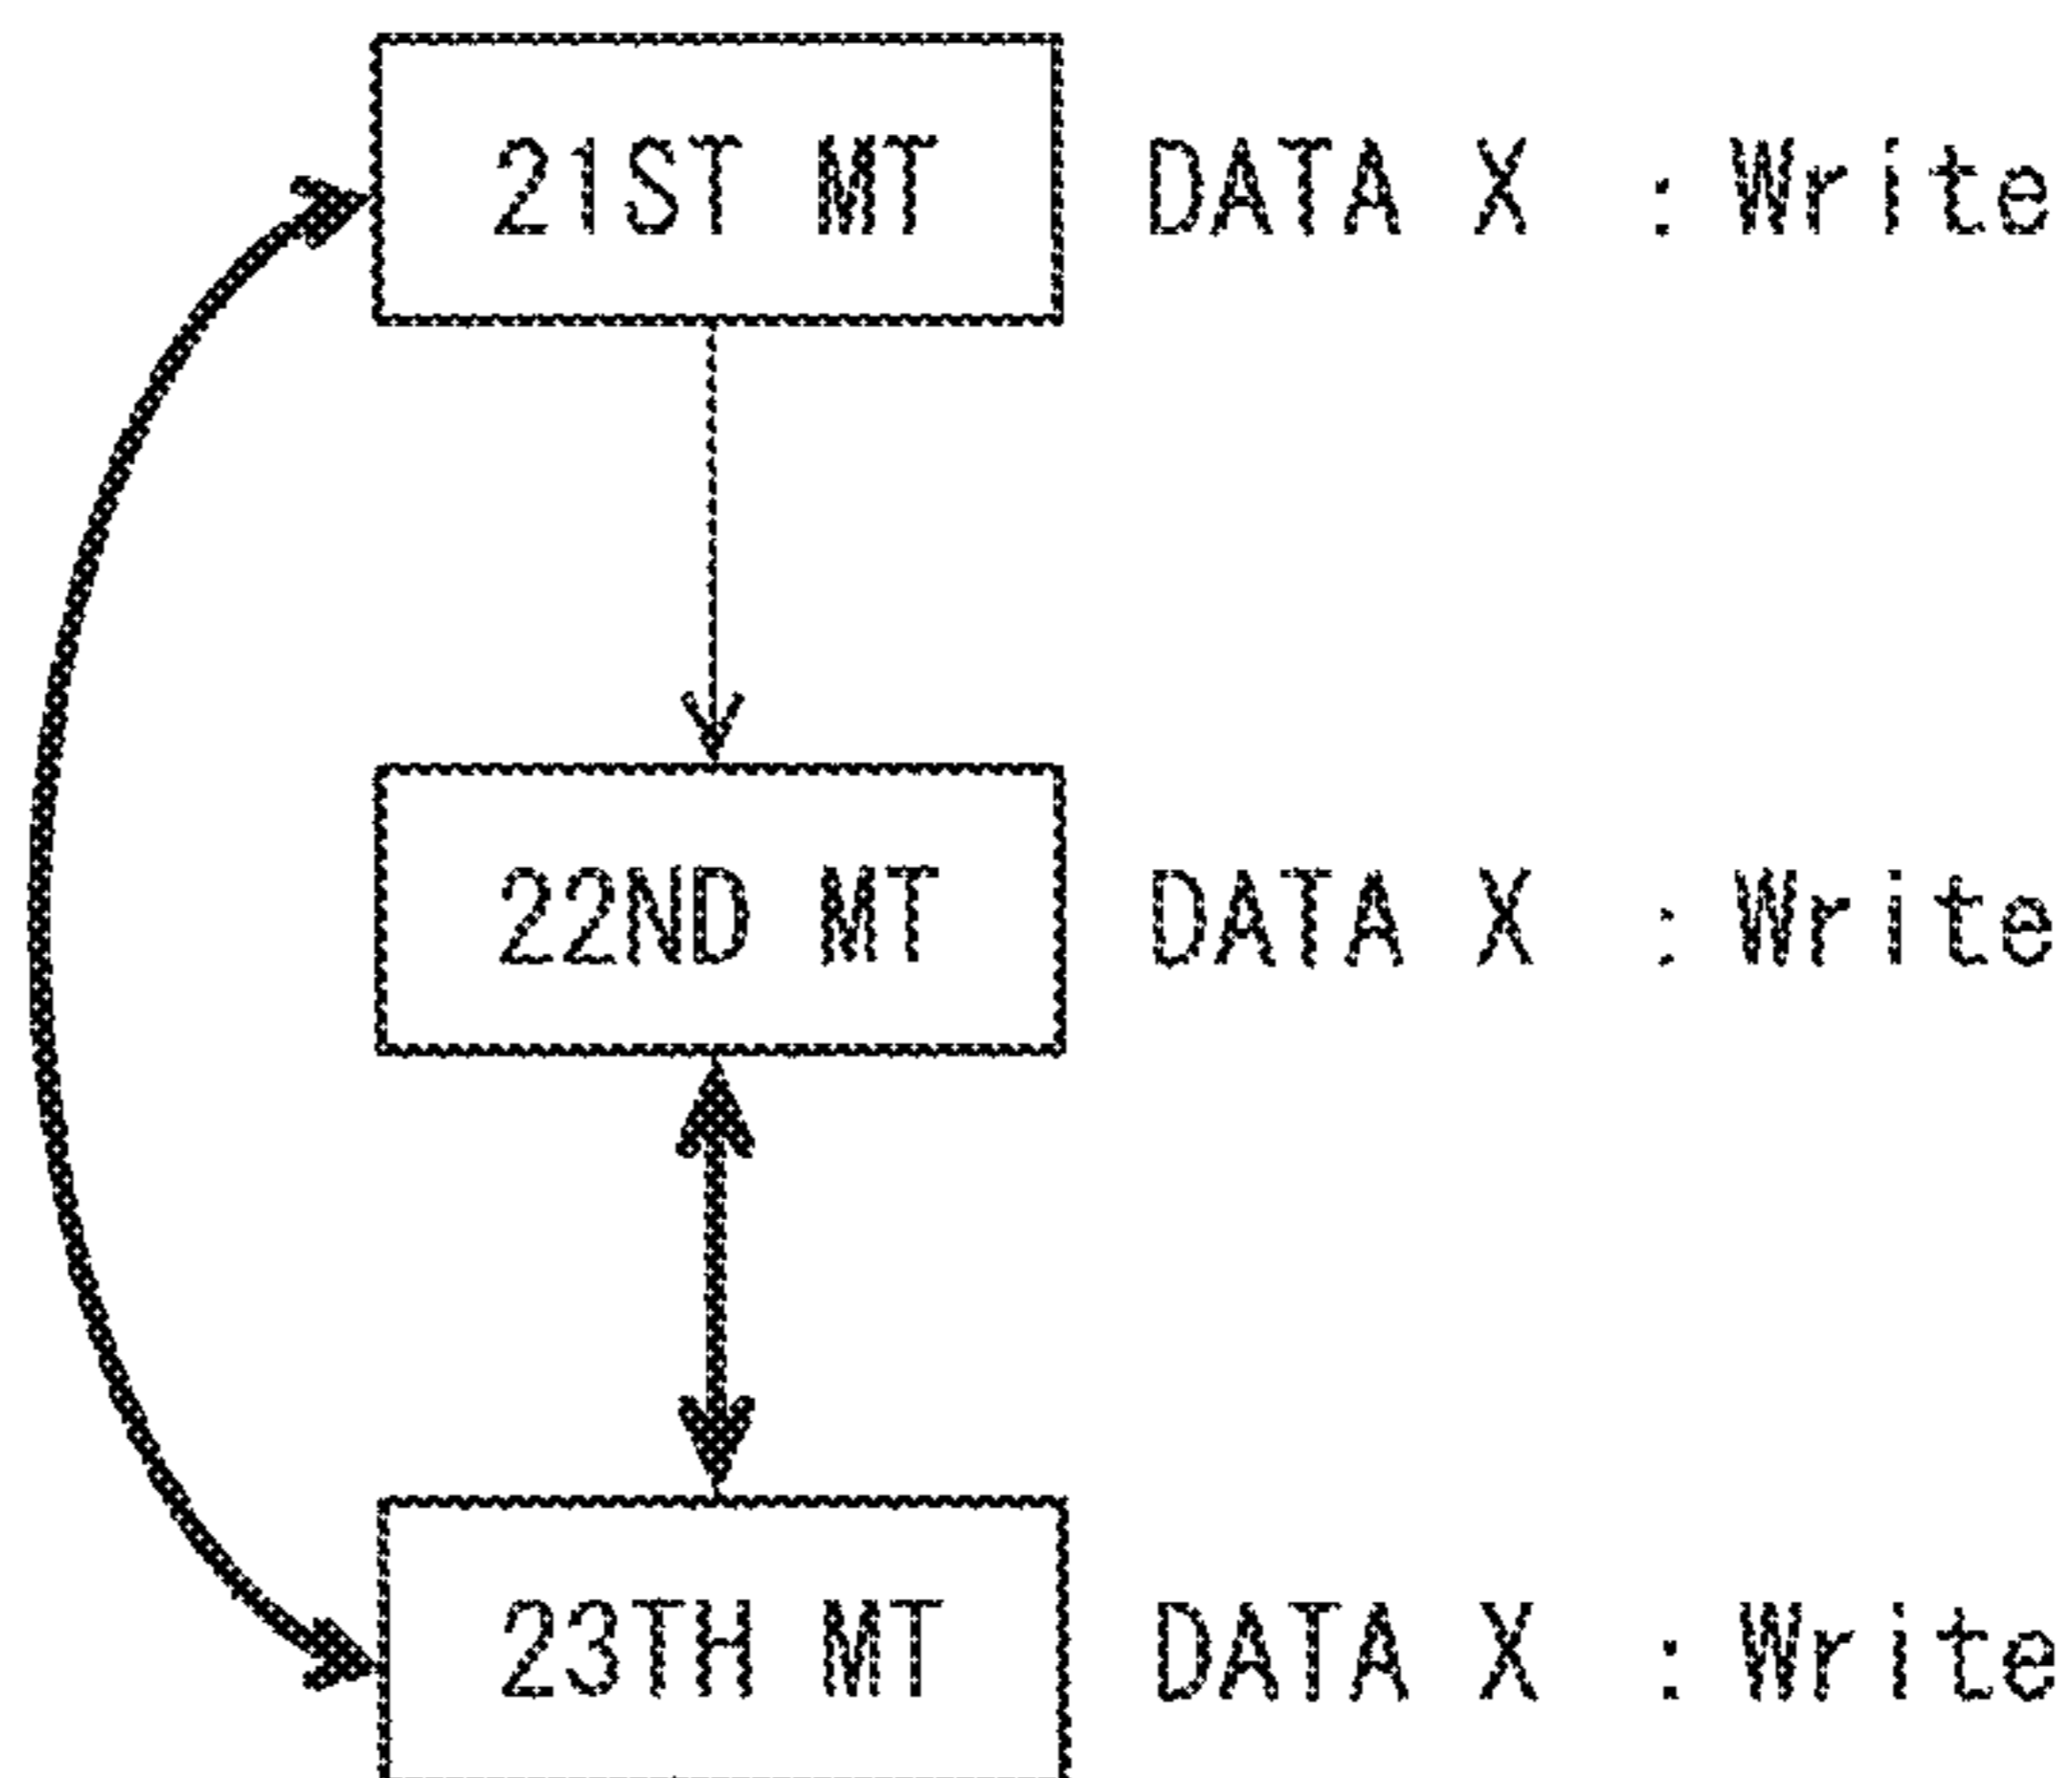 21ST MT DATA X : Write
22ND MT DATA X : Write
23TH MT DATA X : Write